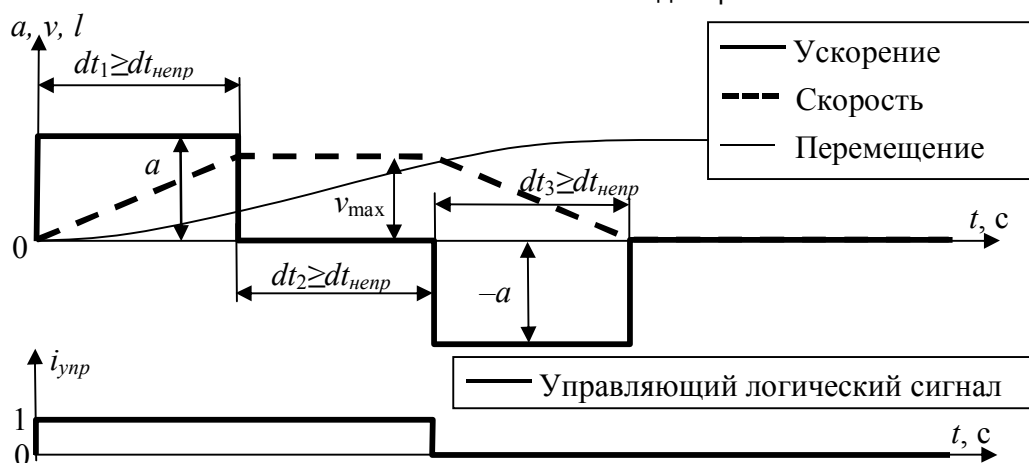 a, v, l
dt₁≥dtнепр
Ускорение
Скорость
Перемещение
a
vmax
dt₃≥dtнепр
t, с
0
dt₂≥dtнепр
–a
iупр
Управляющий логический сигнал
1
0
t, с